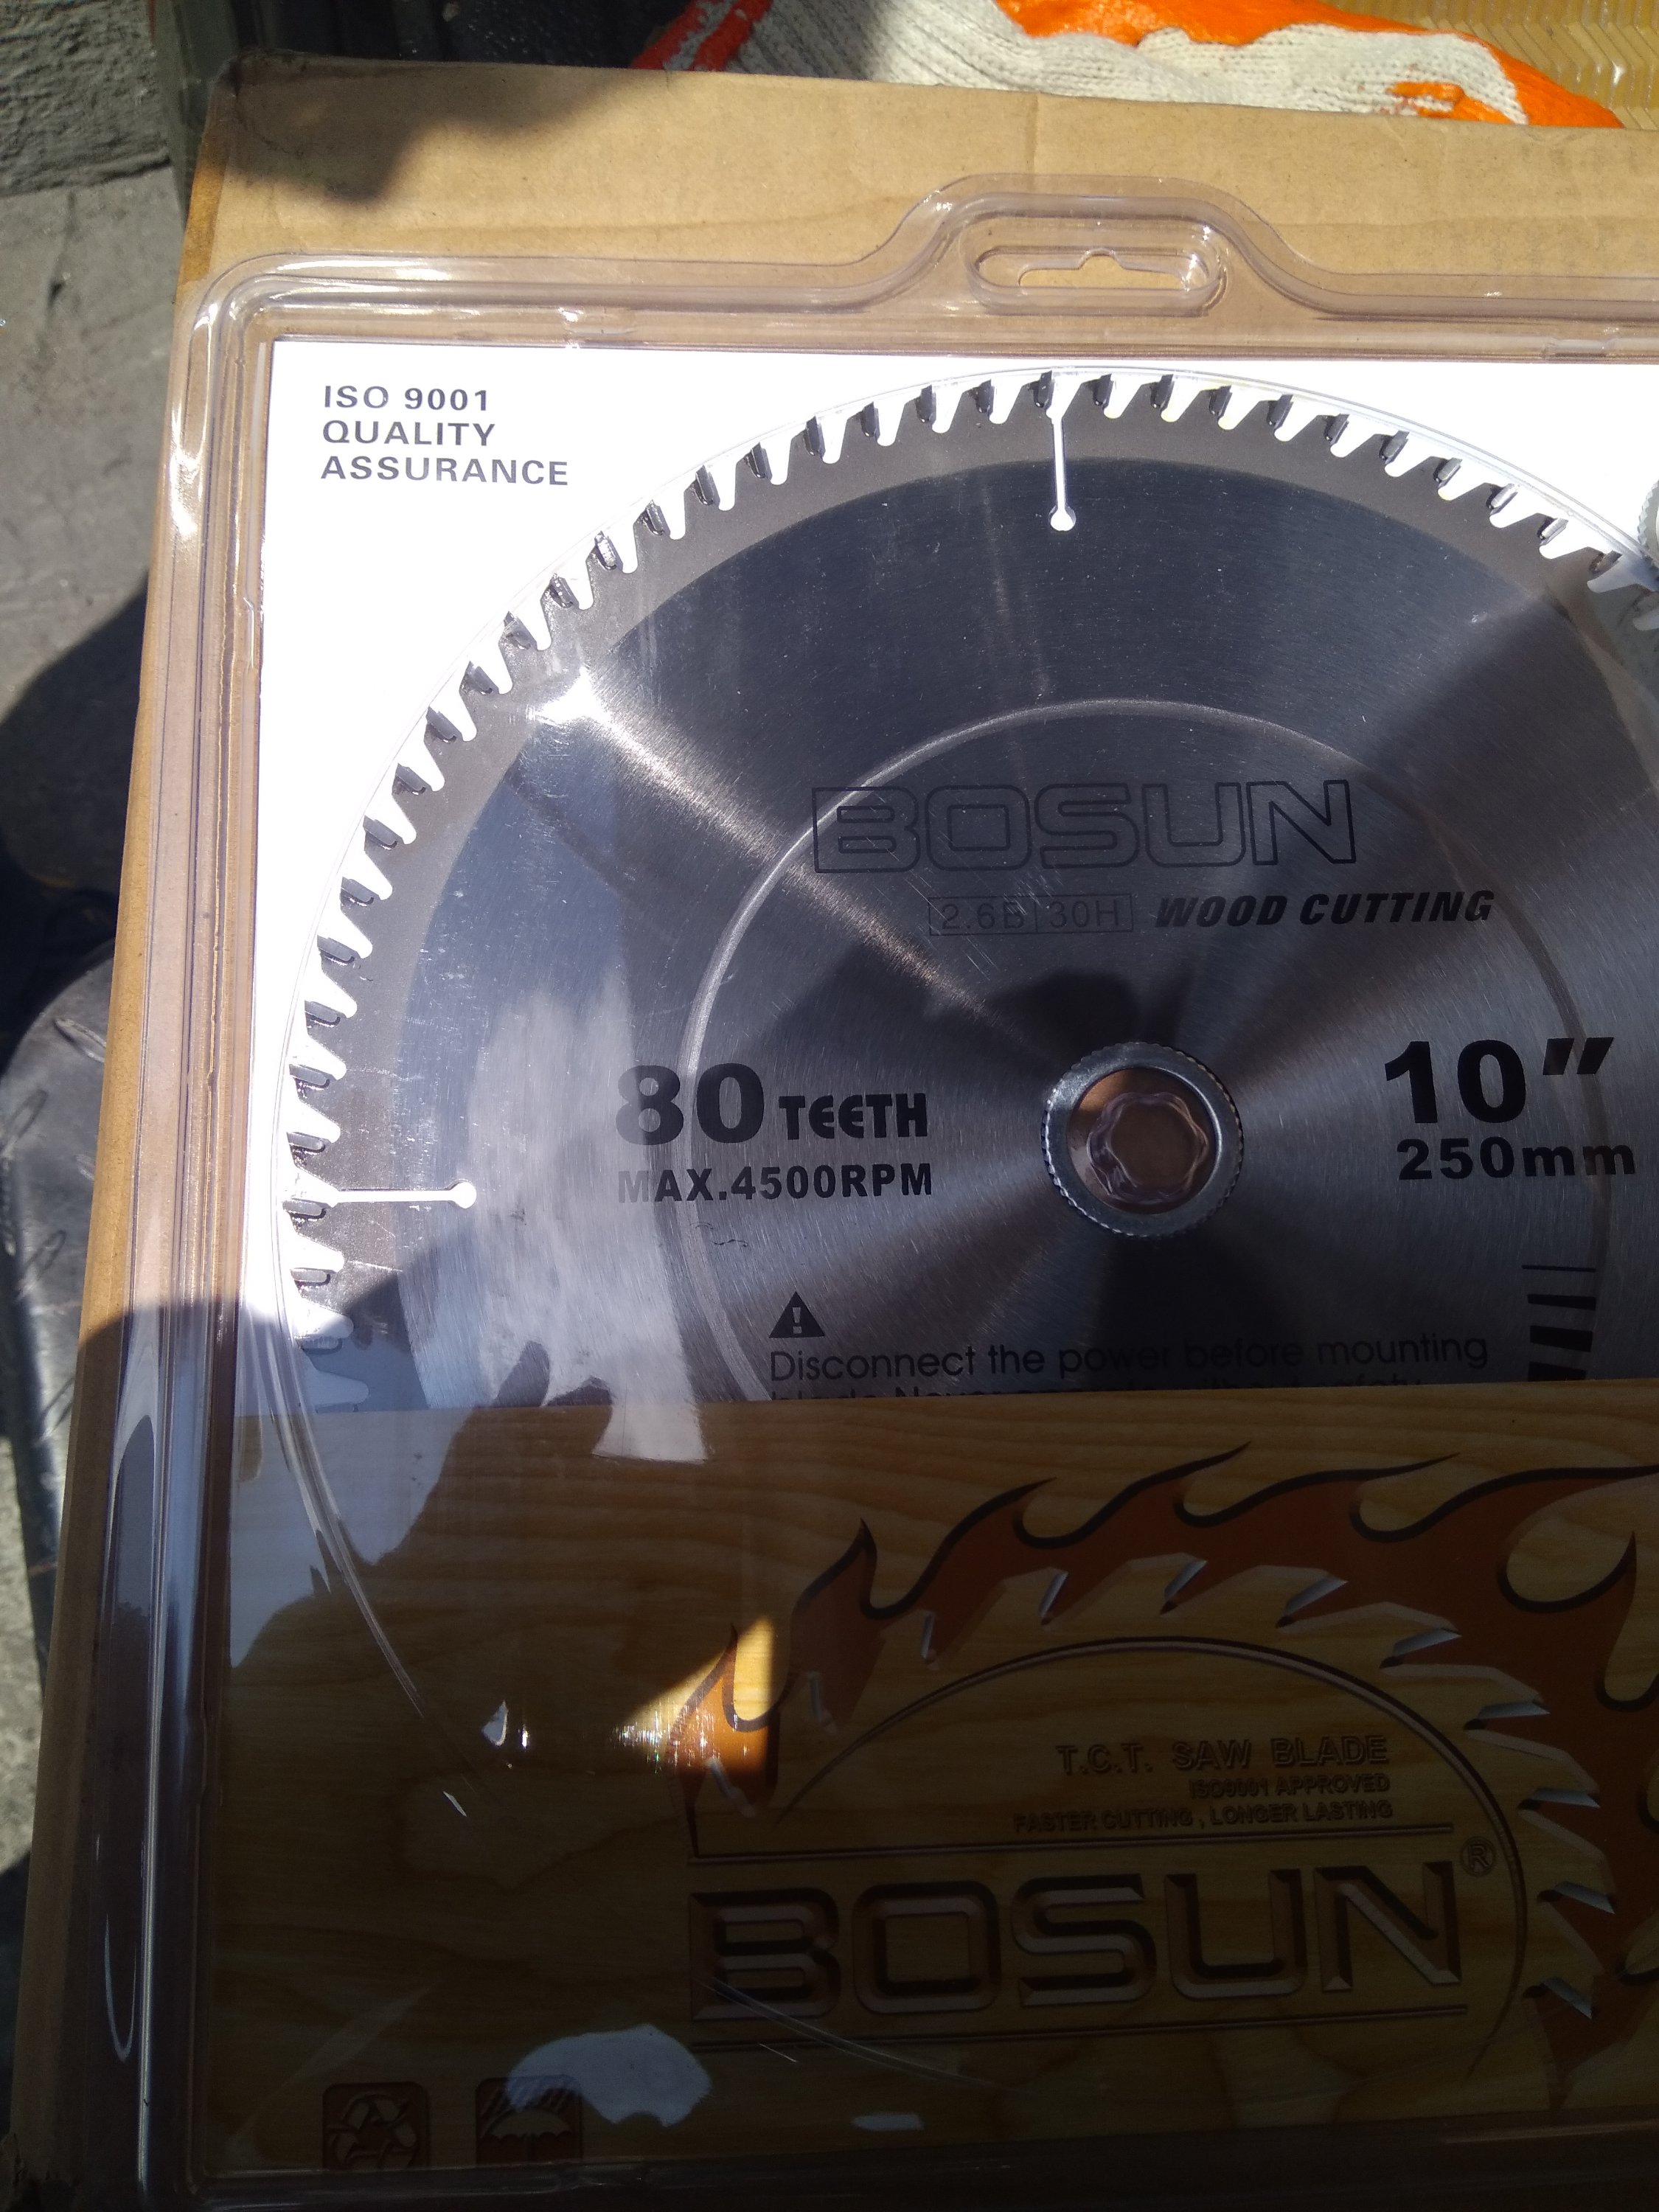 ISO 9001
QUALITY
ASSURANCE
BOSUN
2.6B 30H WOOD CUTTING
80 TEETH
MAX.4500RPM
10"
250mm
Disconnect the power before mounting
T.C.T. SAW BLADE
ISO9001 APPROVED
FASTER CUTTING , LONGER LASTING
BOSUN®